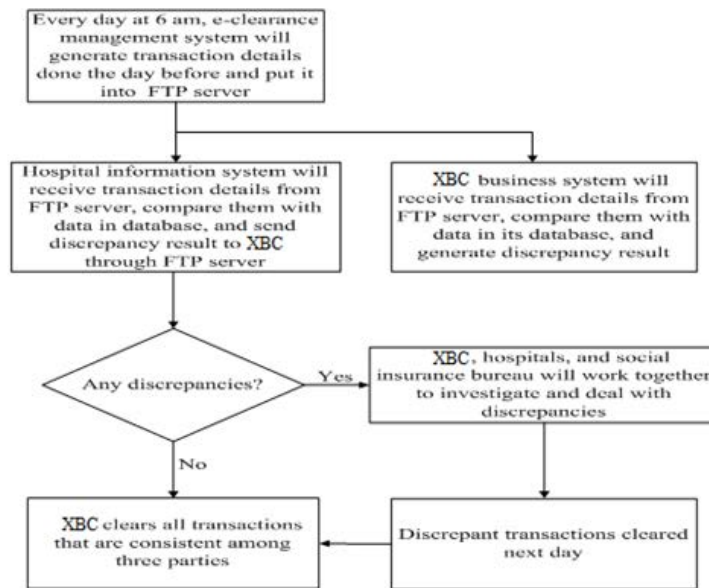 Every day at 6 am, e-clearance
management system will
generate transaction details
done the day before and put it
into FTP server
Hospital information system will
receive transaction details from
FTP server, compare them with
data in database, and send
discrepancy result to XBC
through FTP server
XBC business system will
receive transaction details from
FTP server, compare them with
data in its database, and
generate discrepancy result
Any discrepancies?
Yes
XBC, hospitals, and social
insurance bureau will work together
to investigate and deal with
discrepancies
No
XBC clears all transactions
that are consistent among
three parties
Discrepant transactions cleared
next day